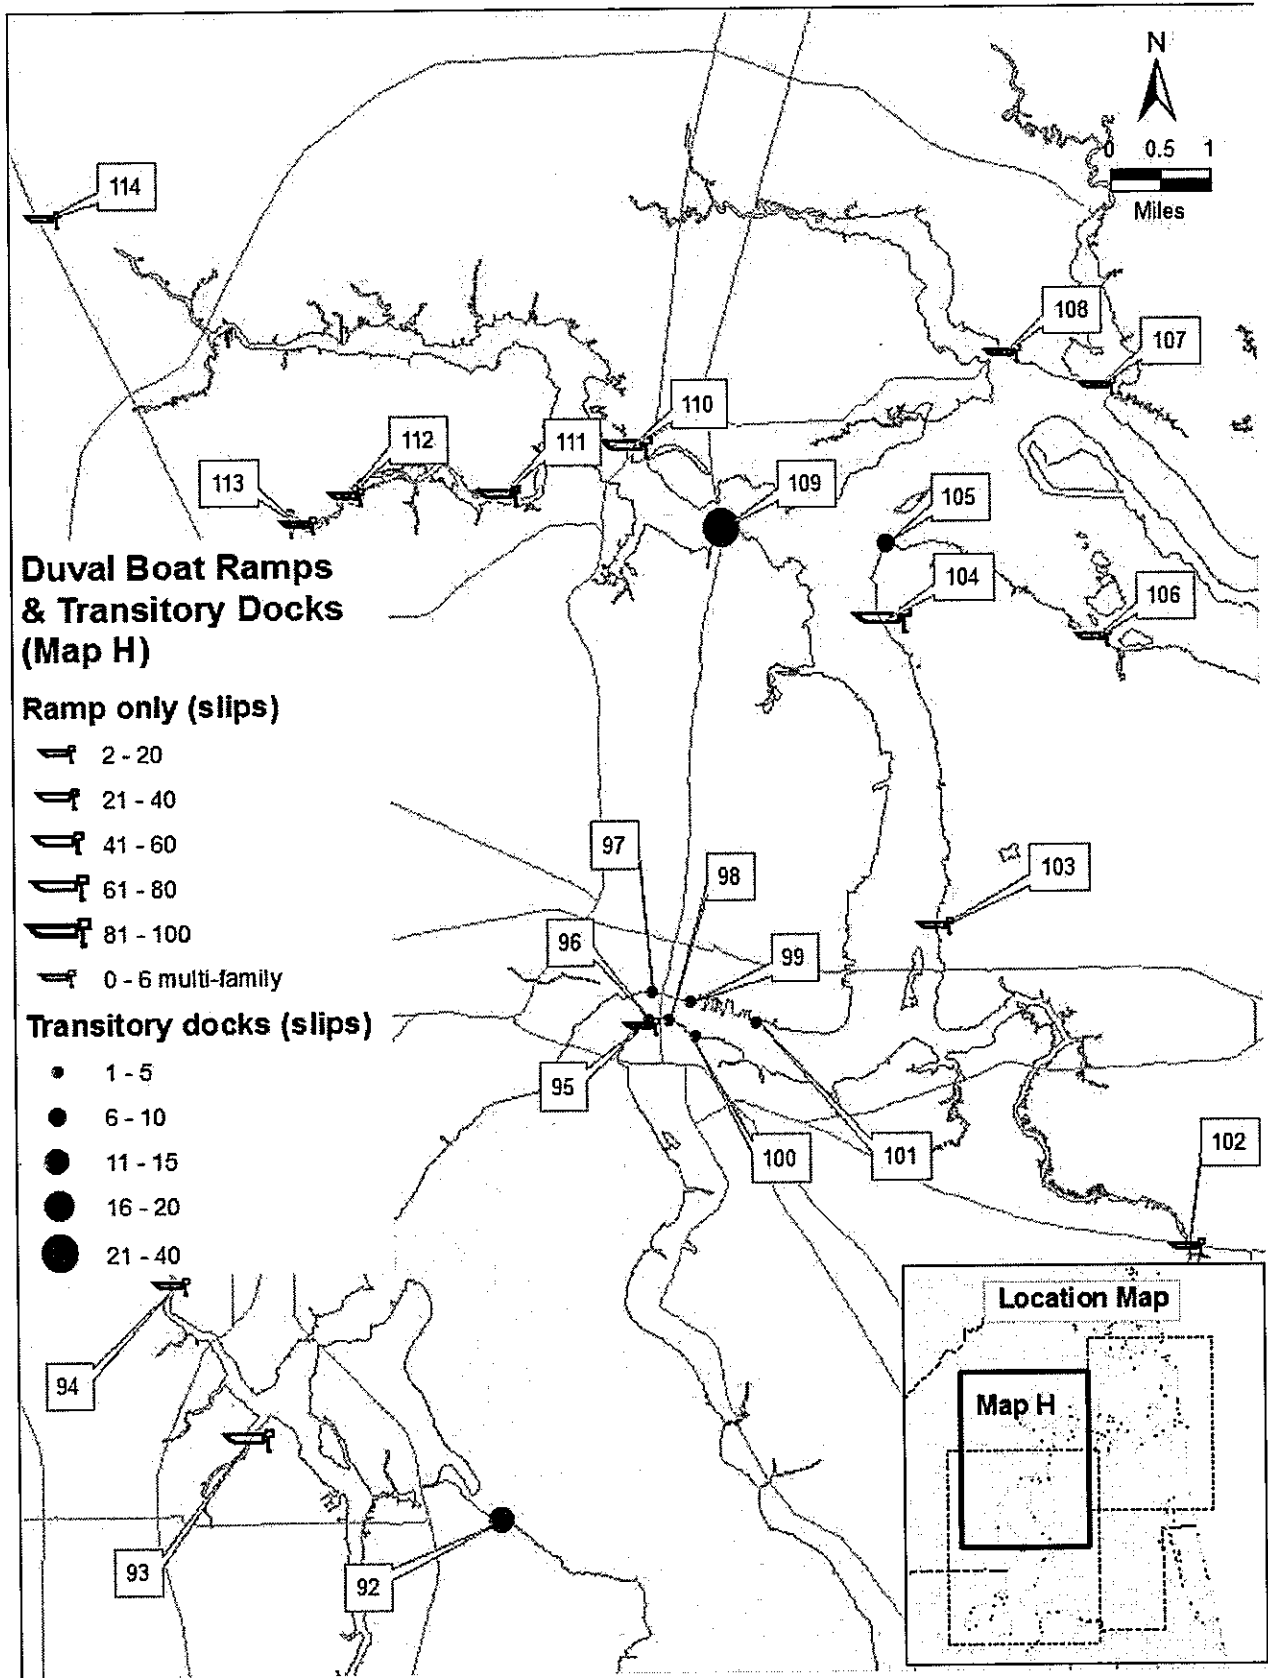 N
0 0.5 1
Miles
114
108
107
110
112
111
113
109
105
104
106
Duval Boat Ramps
& Transitory Docks
(Map H)
Ramp only (slips)
2 - 20
21 - 40
41 - 60
61 - 80
81 - 100
0 - 6 multi-family
Transitory docks (slips)
1 - 5
6 - 10
11 - 15
16 - 20
21 - 40
97
98
103
96
99
95
100
101
102
94
93
92
Location Map
Map H